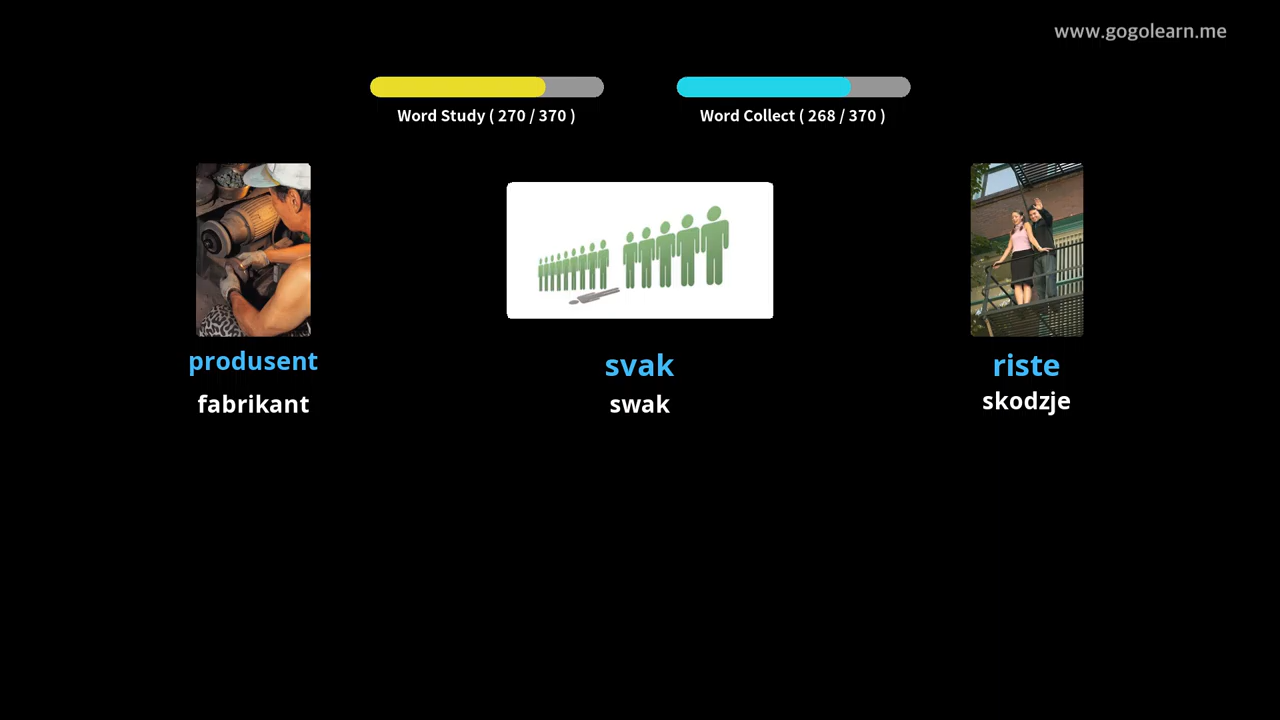 www.gogolearn.me
Word Study ( 270 / 370 )
Word Collect ( 268 / 370 )
produsent
fabrikant
svak
swak
riste
skodzje